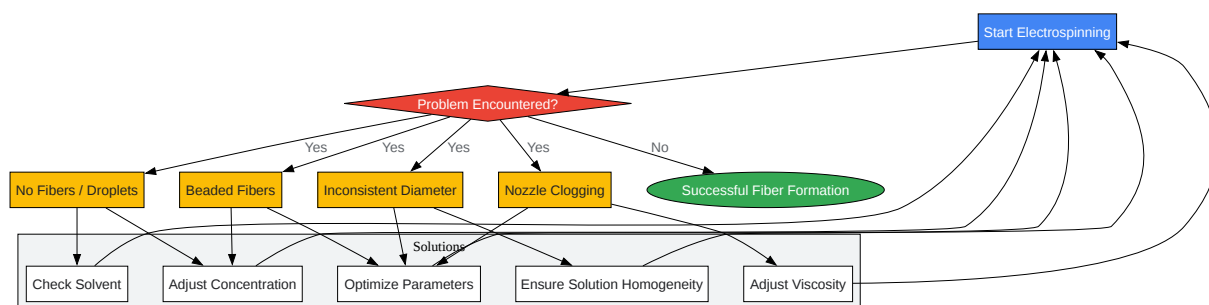 Start Electrospinning
Problem Encountered?
Yes
Yes
Yes
Yes
No
No Fibers / Droplets
Beaded Fibers
Inconsistent Diameter
Nozzle Clogging
Successful Fiber Formation
Solutions
Check Solvent
Adjust Concentration
Optimize Parameters
Ensure Solution Homogeneity
Adjust Viscosity